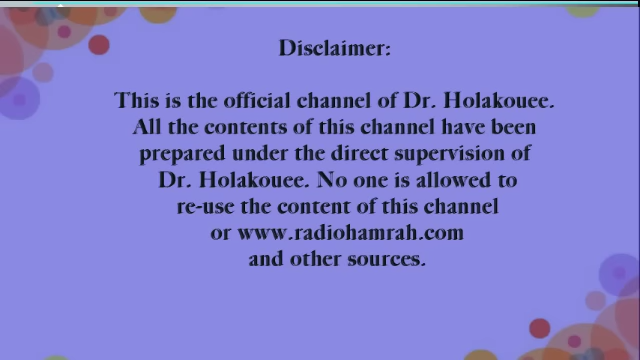 Disclaimer:
This is the official channel of Dr. Holakouee.
All the contents of this channel have been
prepared under the direct supervision of
Dr. Holakouee. No one is allowed to
re-use the content of this channel
or www.radiohamrah.com
and other sources.